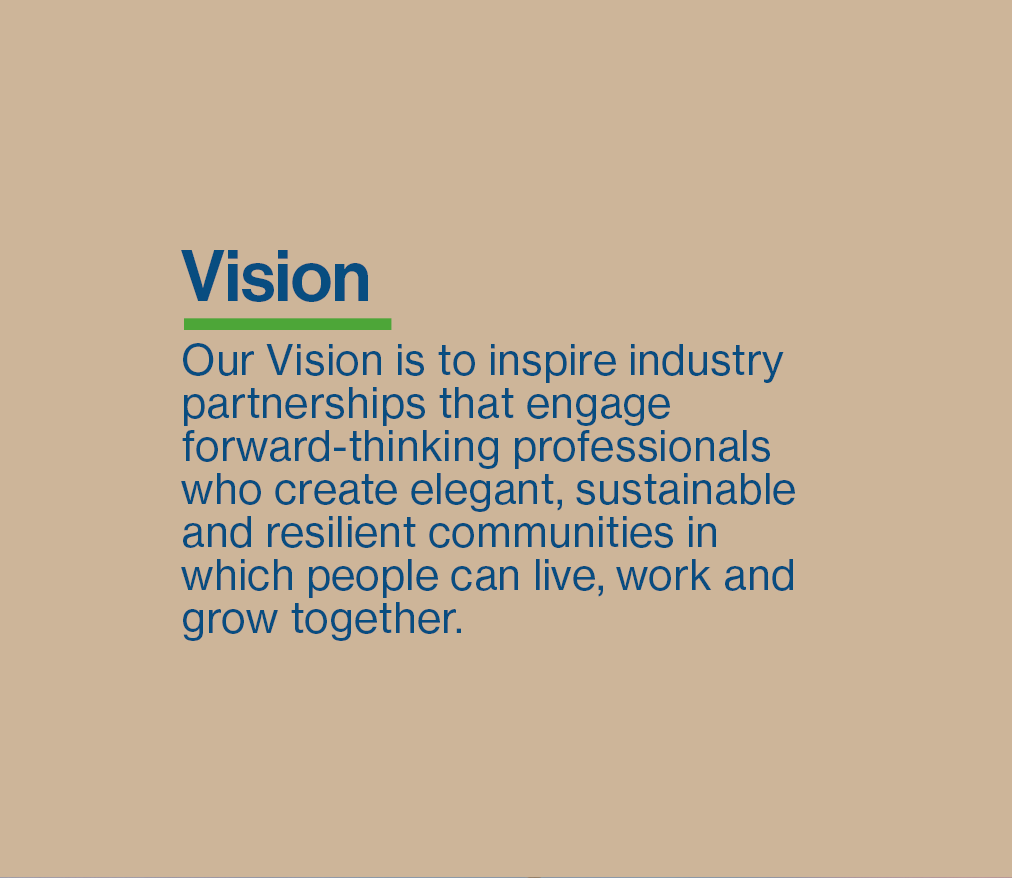 Vision
Our Vision is to inspire industry
partnerships that engage
forward-thinking professionals
who create elegant, sustainable
and resilient communities in
which people can live, work and
grow together.